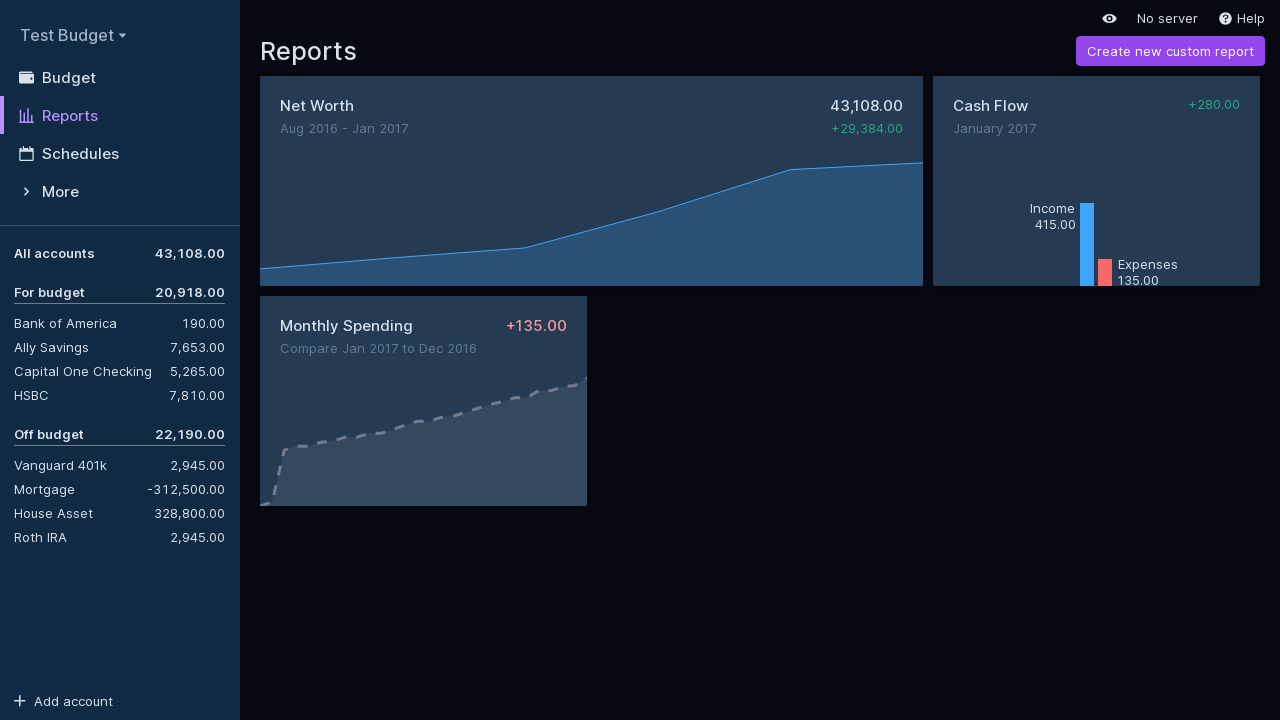 Test Budget
Budget
Reports
Schedules
More
All accounts 43,108.00
For budget 20,918.00
Bank of America 190.00
Ally Savings 7,653.00
Capital One Checking 5,265.00
HSBC 7,810.00
Off budget 22,190.00
Vanguard 401k 2,945.00
Mortgage -312,500.00
House Asset 328,800.00
Roth IRA 2,945.00
Add account
No server Help
Reports
Create new custom report
Net Worth 43,108.00
Aug 2016 - Jan 2017 +29,384.00
Cash Flow +280.00
January 2017
Income
415.00
Expenses
135.00
Monthly Spending +135.00
Compare Jan 2017 to Dec 2016